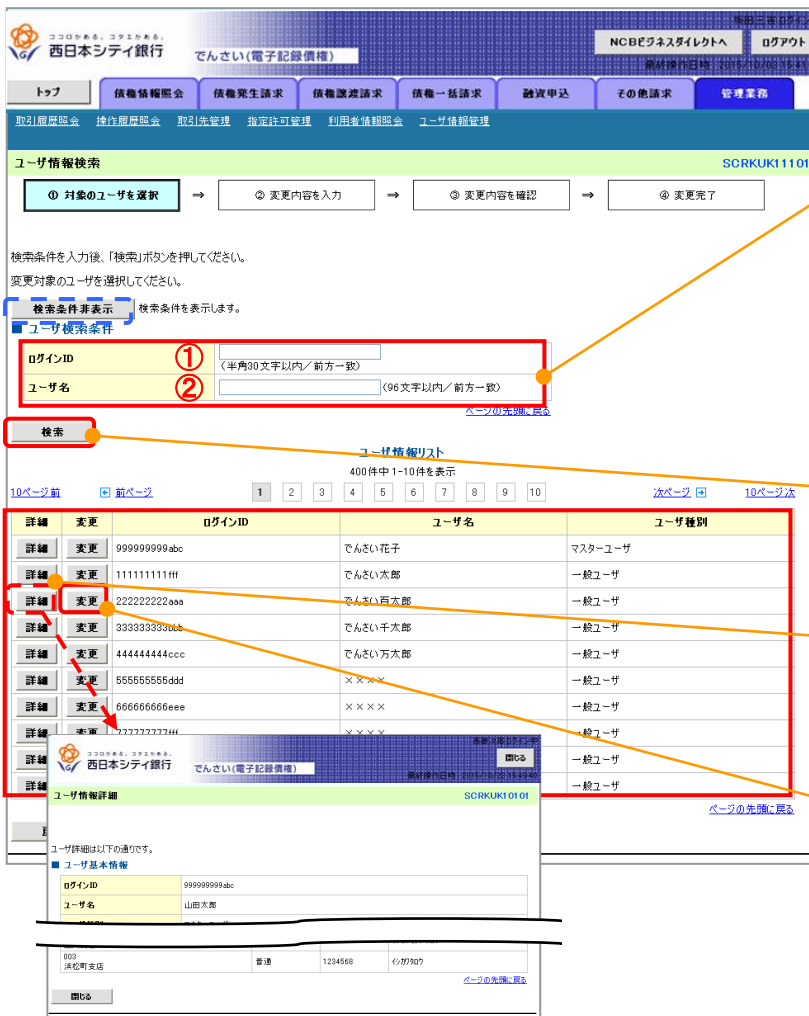 ココロがある。コタエがある。
西日本シティ銀行
でんさい(電子記録債権)
NCBビジネスダイレクトへ ログアウト
トップ 債権情報照会 債権発生請求 債権譲渡請求 債権一括請求 融資申込 その他請求 管理業務
取引履歴照会 操作履歴照会 取引先管理 指定許可管理 利用者情報照会 ユーザ情報管理
ユーザ情報検索 SCRKUK11101
① 対象のユーザを選択 ⇒ ② 変更内容を入力 ⇒ ③ 変更内容を確認 ⇒ ④ 変更完了
検索条件を入力後、「検索」ボタンを押してください。
変更対象のユーザを選択してください。
検索条件非表示 検索条件を表示します。
■ ユーザ検索条件
ログインID ① (半角30文字以内/前方一致)
ユーザ名 ② (96文字以内/前方一致)
ページの先頭に戻る
検索
ユーザ情報リスト
400件中 1-10件を表示
10ページ前 前ページ 1 2 3 4 5 6 7 8 9 10 次ページ 10ページ次
詳細 変更 ログインID ユーザ名 ユーザ種別
詳細 変更 999999999abc でんさい花子 マスターユーザ
詳細 変更 111111111fff でんさい太郎 一般ユーザ
詳細 変更 222222222aaa でんさい百太郎 一般ユーザ
詳細 変更 333333333bbb でんさい千太郎 一般ユーザ
詳細 変更 444444444ccc でんさい万太郎 一般ユーザ
詳細 変更 555555555ddd ×××× 一般ユーザ
詳細 変更 666666666eee ×××× 一般ユーザ
詳細 変更 777777777fff ×××× 一般ユーザ
詳細 一般ユーザ
詳細 一般ユーザ
ページの先頭に戻る
ココロがある。コタエがある。
西日本シティ銀行
でんさい(電子記録債権)
閉じる
ユーザ情報詳細 SCRKUK10101
ユーザ詳細は以下の通りです。
■ ユーザ基本情報
ログインID 999999999abc
ユーザ名 山田太郎
003
浜松町支店 普通 1234568 イシカワタロウ
ページの先頭に戻る
閉じる